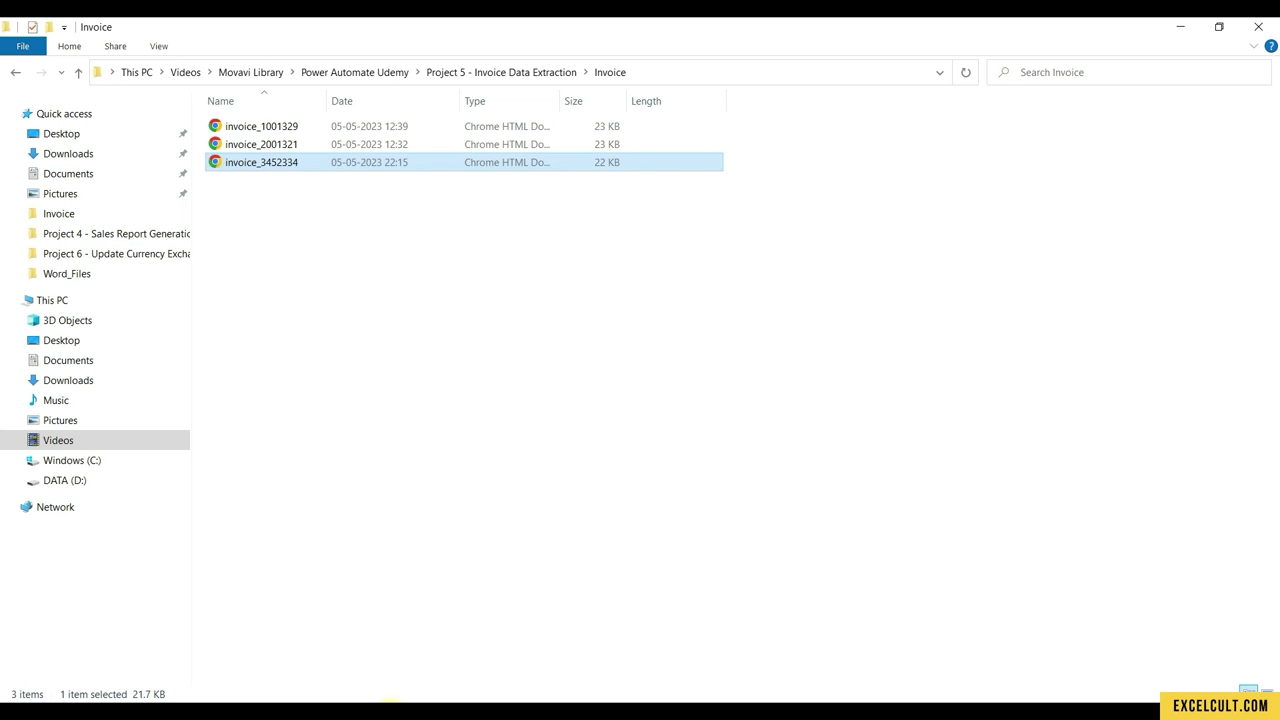 Invoice
File Home Share View
This PC Videos Movavi Library Power Automate Udemy Project 5 - Invoice Data Extraction Invoice
Search Invoice
Name Date Type Size Length
invoice_1001329 05-05-2023 12:39 Chrome HTML Do... 23 KB
invoice_2001321 05-05-2023 12:32 Chrome HTML Do... 23 KB
invoice_3452334 05-05-2023 22:15 Chrome HTML Do... 22 KB
Quick access
Desktop
Downloads
Documents
Pictures
Invoice
Project 4 - Sales Report Generatio
Project 6 - Update Currency Excha
Word_Files
This PC
3D Objects
Desktop
Documents
Downloads
Music
Pictures
Videos
Windows (C:)
DATA (D:)
Network
3 items 1 item selected 21.7 KB
EXCELCULT.COM